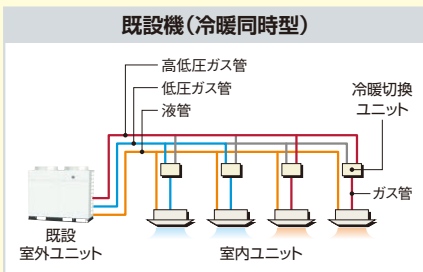 既設機(冷暖同時型)
高低圧ガス管
低圧ガス管
液管
冷暖切換
ユニット
ガス管
既設
室外ユニット
室内ユニット